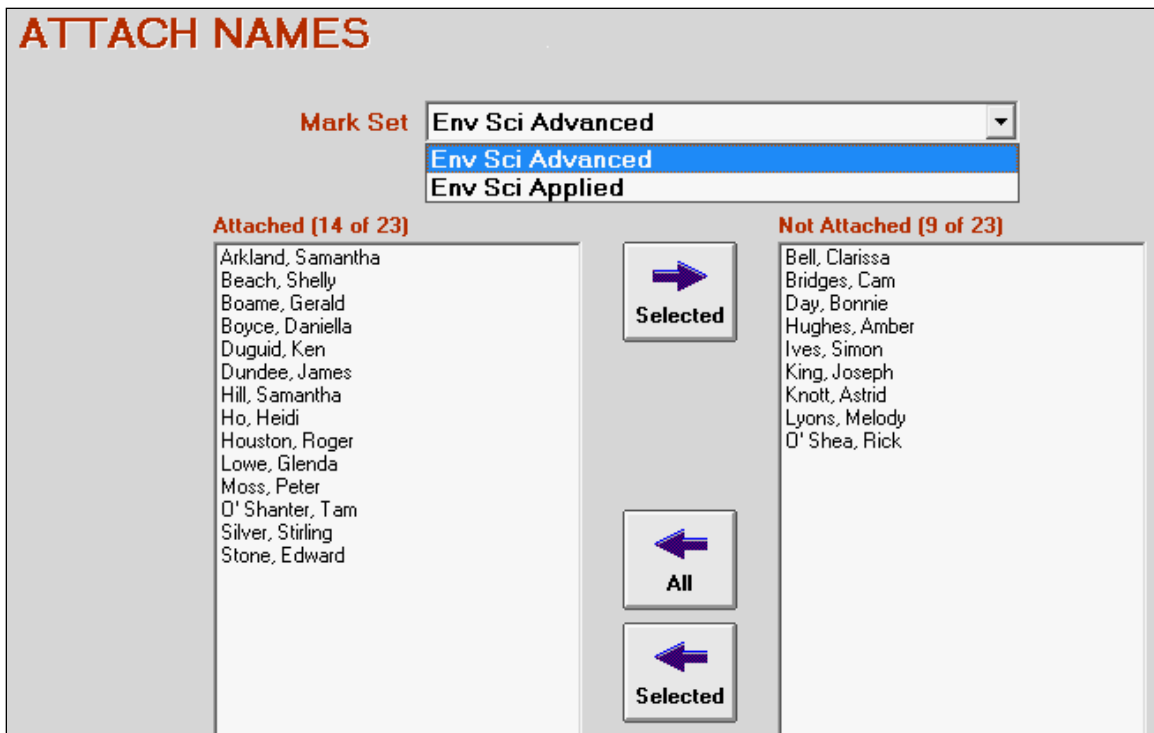 ATTACH NAMES
Mark Set
Env Sci Advanced
Env Sci Advanced
Env Sci Applied
Attached (14 of 23)
Arkland, Samantha
Beach, Shelly
Boame, Gerald
Boyce, Daniella
Duguid, Ken
Dundee, James
Hill, Samantha
Ho, Heidi
Houston, Roger
Lowe, Glenda
Moss, Peter
O' Shanter, Tam
Silver, Stirling
Stone, Edward
Selected
All
Selected
Not Attached (9 of 23)
Bell, Clarissa
Bridges, Cam
Day, Bonnie
Hughes, Amber
Ives, Simon
King, Joseph
Knott, Astrid
Lyons, Melody
O' Shea, Rick